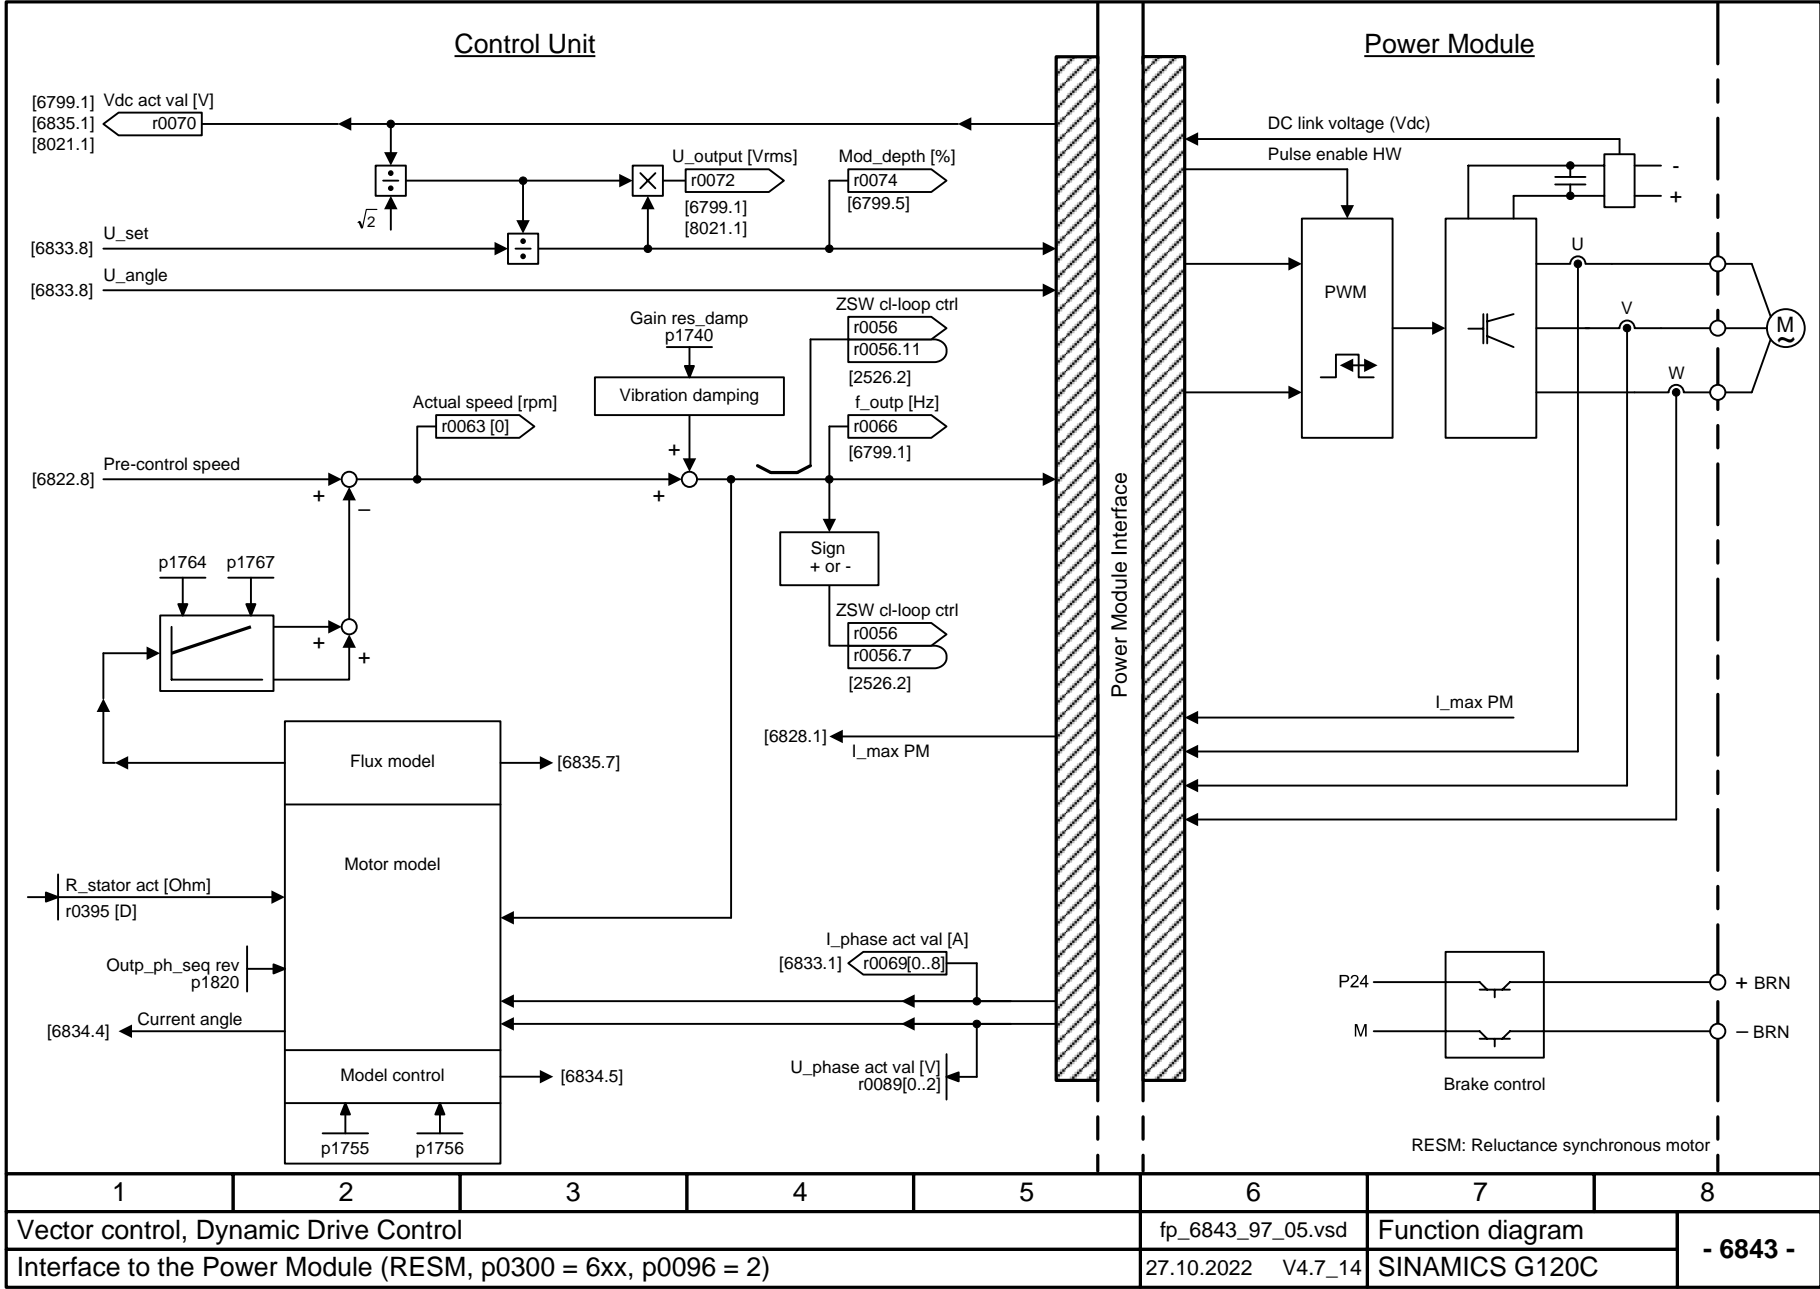 Control Unit
Power Module
[6799.1] Vdc act val [V]
[6835.1] r0070
[8021.1]
DC link voltage (Vdc)
Pulse enable HW
U_output [Vrms]
r0072
[6799.1]
[8021.1]
Mod_depth [%]
r0074
[6799.5]
÷
√2
×
-
+
U_set
[6833.8]
÷
U_angle
[6833.8]
PWM
U
V
W
M
~
Gain res_damp
p1740
Vibration damping
ZSW cl-loop ctrl
r0056
r0056.11
[2526.2]
Actual speed [rpm]
r0063 [0]
f_outp [Hz]
r0066
[6799.1]
Pre-control speed
[6822.8]
+
–
+
+
Sign
+ or -
ZSW cl-loop ctrl
r0056
r0056.7
[2526.2]
p1764 p1767
+
+
Power Module Interface
I_max PM
[6828.1]
I_max PM
Flux model
[6835.7]
Motor model
R_stator act [Ohm]
r0395 [D]
Outp_ph_seq rev
p1820
Current angle
[6834.4]
I_phase act val [A]
[6833.1] r0069[0..8]
U_phase act val [V]
r0089[0..2]
Model control
[6834.5]
p1755 p1756
P24
M
+ BRN
– BRN
Brake control
RESM: Reluctance synchronous motor
1 2 3 4 5 6 7 8
Vector control, Dynamic Drive Control
fp_6843_97_05.vsd
Function diagram
- 6843 -
Interface to the Power Module (RESM, p0300 = 6xx, p0096 = 2)
27.10.2022 V4.7_14
SINAMICS G120C